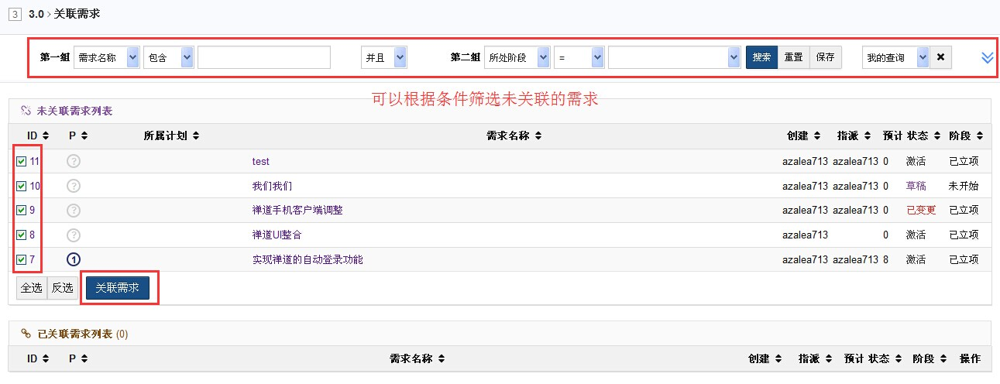 3 3.0 › 关联需求
第一组 需求名称 包含 并且 第二组 所处阶段 = 搜索 重置 保存 我的查询 ×
可以根据条件筛选未关联的需求
未关联需求列表
ID P 所属计划 需求名称 创建 指派 预计 状态 阶段
11 ? test azalea713 azalea713 0 激活 已立项
10 ? 我们我们 azalea713 azalea713 0 草稿 未开始
9 ? 禅道手机客户端调整 azalea713 azalea713 0 已变更 已立项
8 ? 禅道UI整合 azalea713 0 激活 已立项
7 1 实现禅道的自动登录功能 azalea713 azalea713 8 激活 已立项
全选 反选 关联需求
已关联需求列表 (0)
ID P 需求名称 创建 指派 预计 状态 阶段 操作